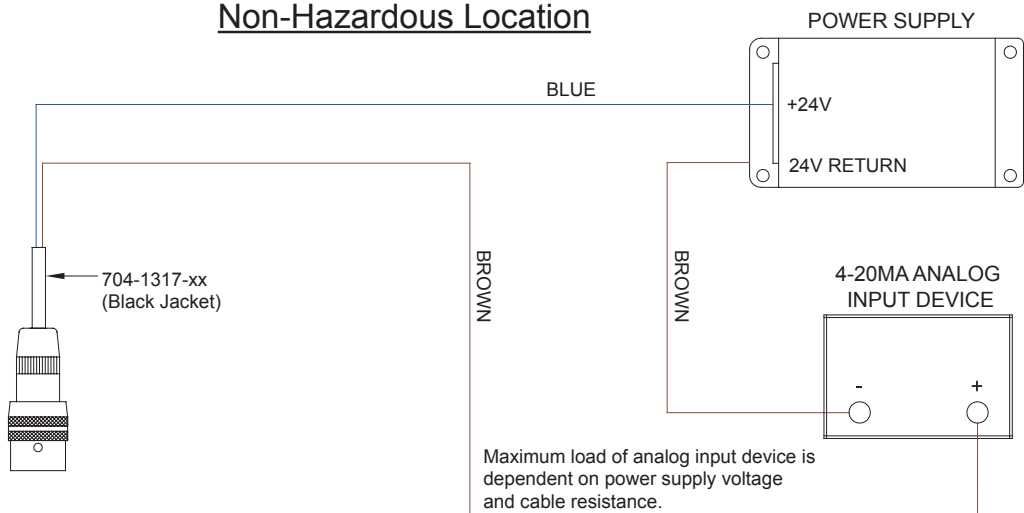 Non-Hazardous Location
POWER SUPPLY
BLUE
+24V
24V RETURN
704-1317-xx
(Black Jacket)
BROWN
BROWN
4-20MA ANALOG
INPUT DEVICE
- +
Maximum load of analog input device is
dependent on power supply voltage
and cable resistance.